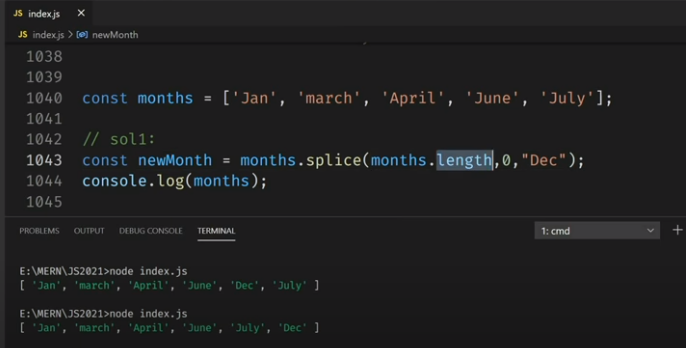 JS index.js ×
JS index.js > newMonth
1038
1039
1040 const months = ['Jan', 'march', 'April', 'June', 'July'];
1041
1042 // sol1:
1043 const newMonth = months.splice(months.length,0,"Dec");
1044 console.log(months);
1045
PROBLEMS OUTPUT DEBUG CONSOLE TERMINAL 1: cmd
E:\MERN\JS2021>node index.js
[ 'Jan', 'march', 'April', 'June', 'Dec', 'July' ]
E:\MERN\JS2021>node index.js
[ 'Jan', 'march', 'April', 'June', 'July', 'Dec' ]